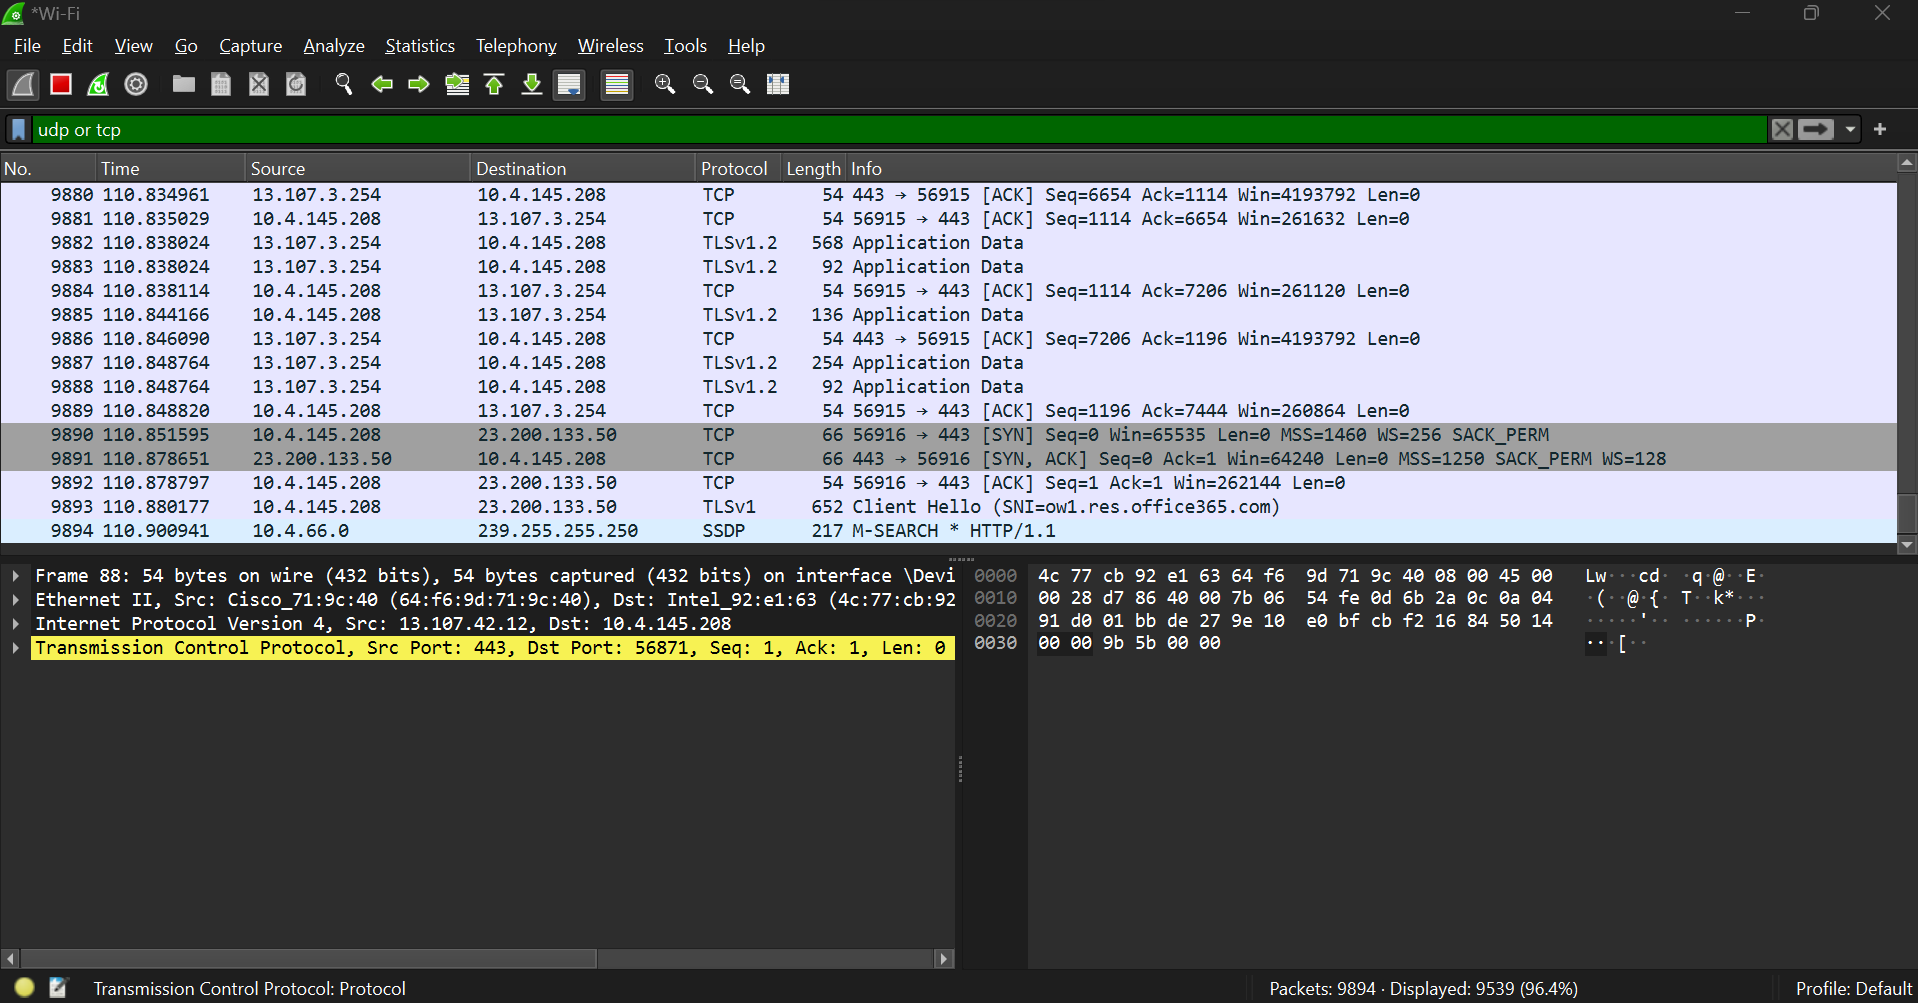 *Wi-Fi
File Edit View Go Capture Analyze Statistics Telephony Wireless Tools Help
udp or tcp
No. Time Source Destination Protocol Length Info
9880 110.834961 13.107.3.254 10.4.145.208 TCP 54 443 → 56915 [ACK] Seq=6654 Ack=1114 Win=4193792 Len=0
9881 110.835029 10.4.145.208 13.107.3.254 TCP 54 56915 → 443 [ACK] Seq=1114 Ack=6654 Win=261632 Len=0
9882 110.838024 13.107.3.254 10.4.145.208 TLSv1.2 568 Application Data
9883 110.838024 13.107.3.254 10.4.145.208 TLSv1.2 92 Application Data
9884 110.838114 10.4.145.208 13.107.3.254 TCP 54 56915 → 443 [ACK] Seq=1114 Ack=7206 Win=261120 Len=0
9885 110.844166 10.4.145.208 13.107.3.254 TLSv1.2 136 Application Data
9886 110.846090 13.107.3.254 10.4.145.208 TCP 54 443 → 56915 [ACK] Seq=7206 Ack=1196 Win=4193792 Len=0
9887 110.848764 13.107.3.254 10.4.145.208 TLSv1.2 254 Application Data
9888 110.848764 13.107.3.254 10.4.145.208 TLSv1.2 92 Application Data
9889 110.848820 10.4.145.208 13.107.3.254 TCP 54 56915 → 443 [ACK] Seq=1196 Ack=7444 Win=260864 Len=0
9890 110.851595 10.4.145.208 23.200.133.50 TCP 66 56916 → 443 [SYN] Seq=0 Win=65535 Len=0 MSS=1460 WS=256 SACK_PERM
9891 110.878651 23.200.133.50 10.4.145.208 TCP 66 443 → 56916 [SYN, ACK] Seq=0 Ack=1 Win=64240 Len=0 MSS=1250 SACK_PERM WS=128
9892 110.878797 10.4.145.208 23.200.133.50 TCP 54 56916 → 443 [ACK] Seq=1 Ack=1 Win=262144 Len=0
9893 110.880177 10.4.145.208 23.200.133.50 TLSv1 652 Client Hello (SNI=ow1.res.office365.com)
9894 110.900941 10.4.66.0 239.255.255.250 SSDP 217 M-SEARCH * HTTP/1.1
Frame 88: 54 bytes on wire (432 bits), 54 bytes captured (432 bits) on interface \Devi
Ethernet II, Src: Cisco_71:9c:40 (64:f6:9d:71:9c:40), Dst: Intel_92:e1:63 (4c:77:cb:92
Internet Protocol Version 4, Src: 13.107.42.12, Dst: 10.4.145.208
Transmission Control Protocol, Src Port: 443, Dst Port: 56871, Seq: 1, Ack: 1, Len: 0
0000 4c 77 cb 92 e1 63 64 f6 9d 71 9c 40 08 00 45 00 Lw···cd· ·q·@··E·
0010 00 28 d7 86 40 00 7b 06 54 fe 0d 6b 2a 0c 0a 04 ·(··@·{· T··k*···
0020 91 d0 01 bb de 27 9e 10 e0 bf cb f2 16 84 50 14 ·····'·· ······P·
0030 00 00 9b 5b 00 00 ···[··
Transmission Control Protocol: Protocol
Packets: 9894 · Displayed: 9539 (96.4%)
Profile: Default